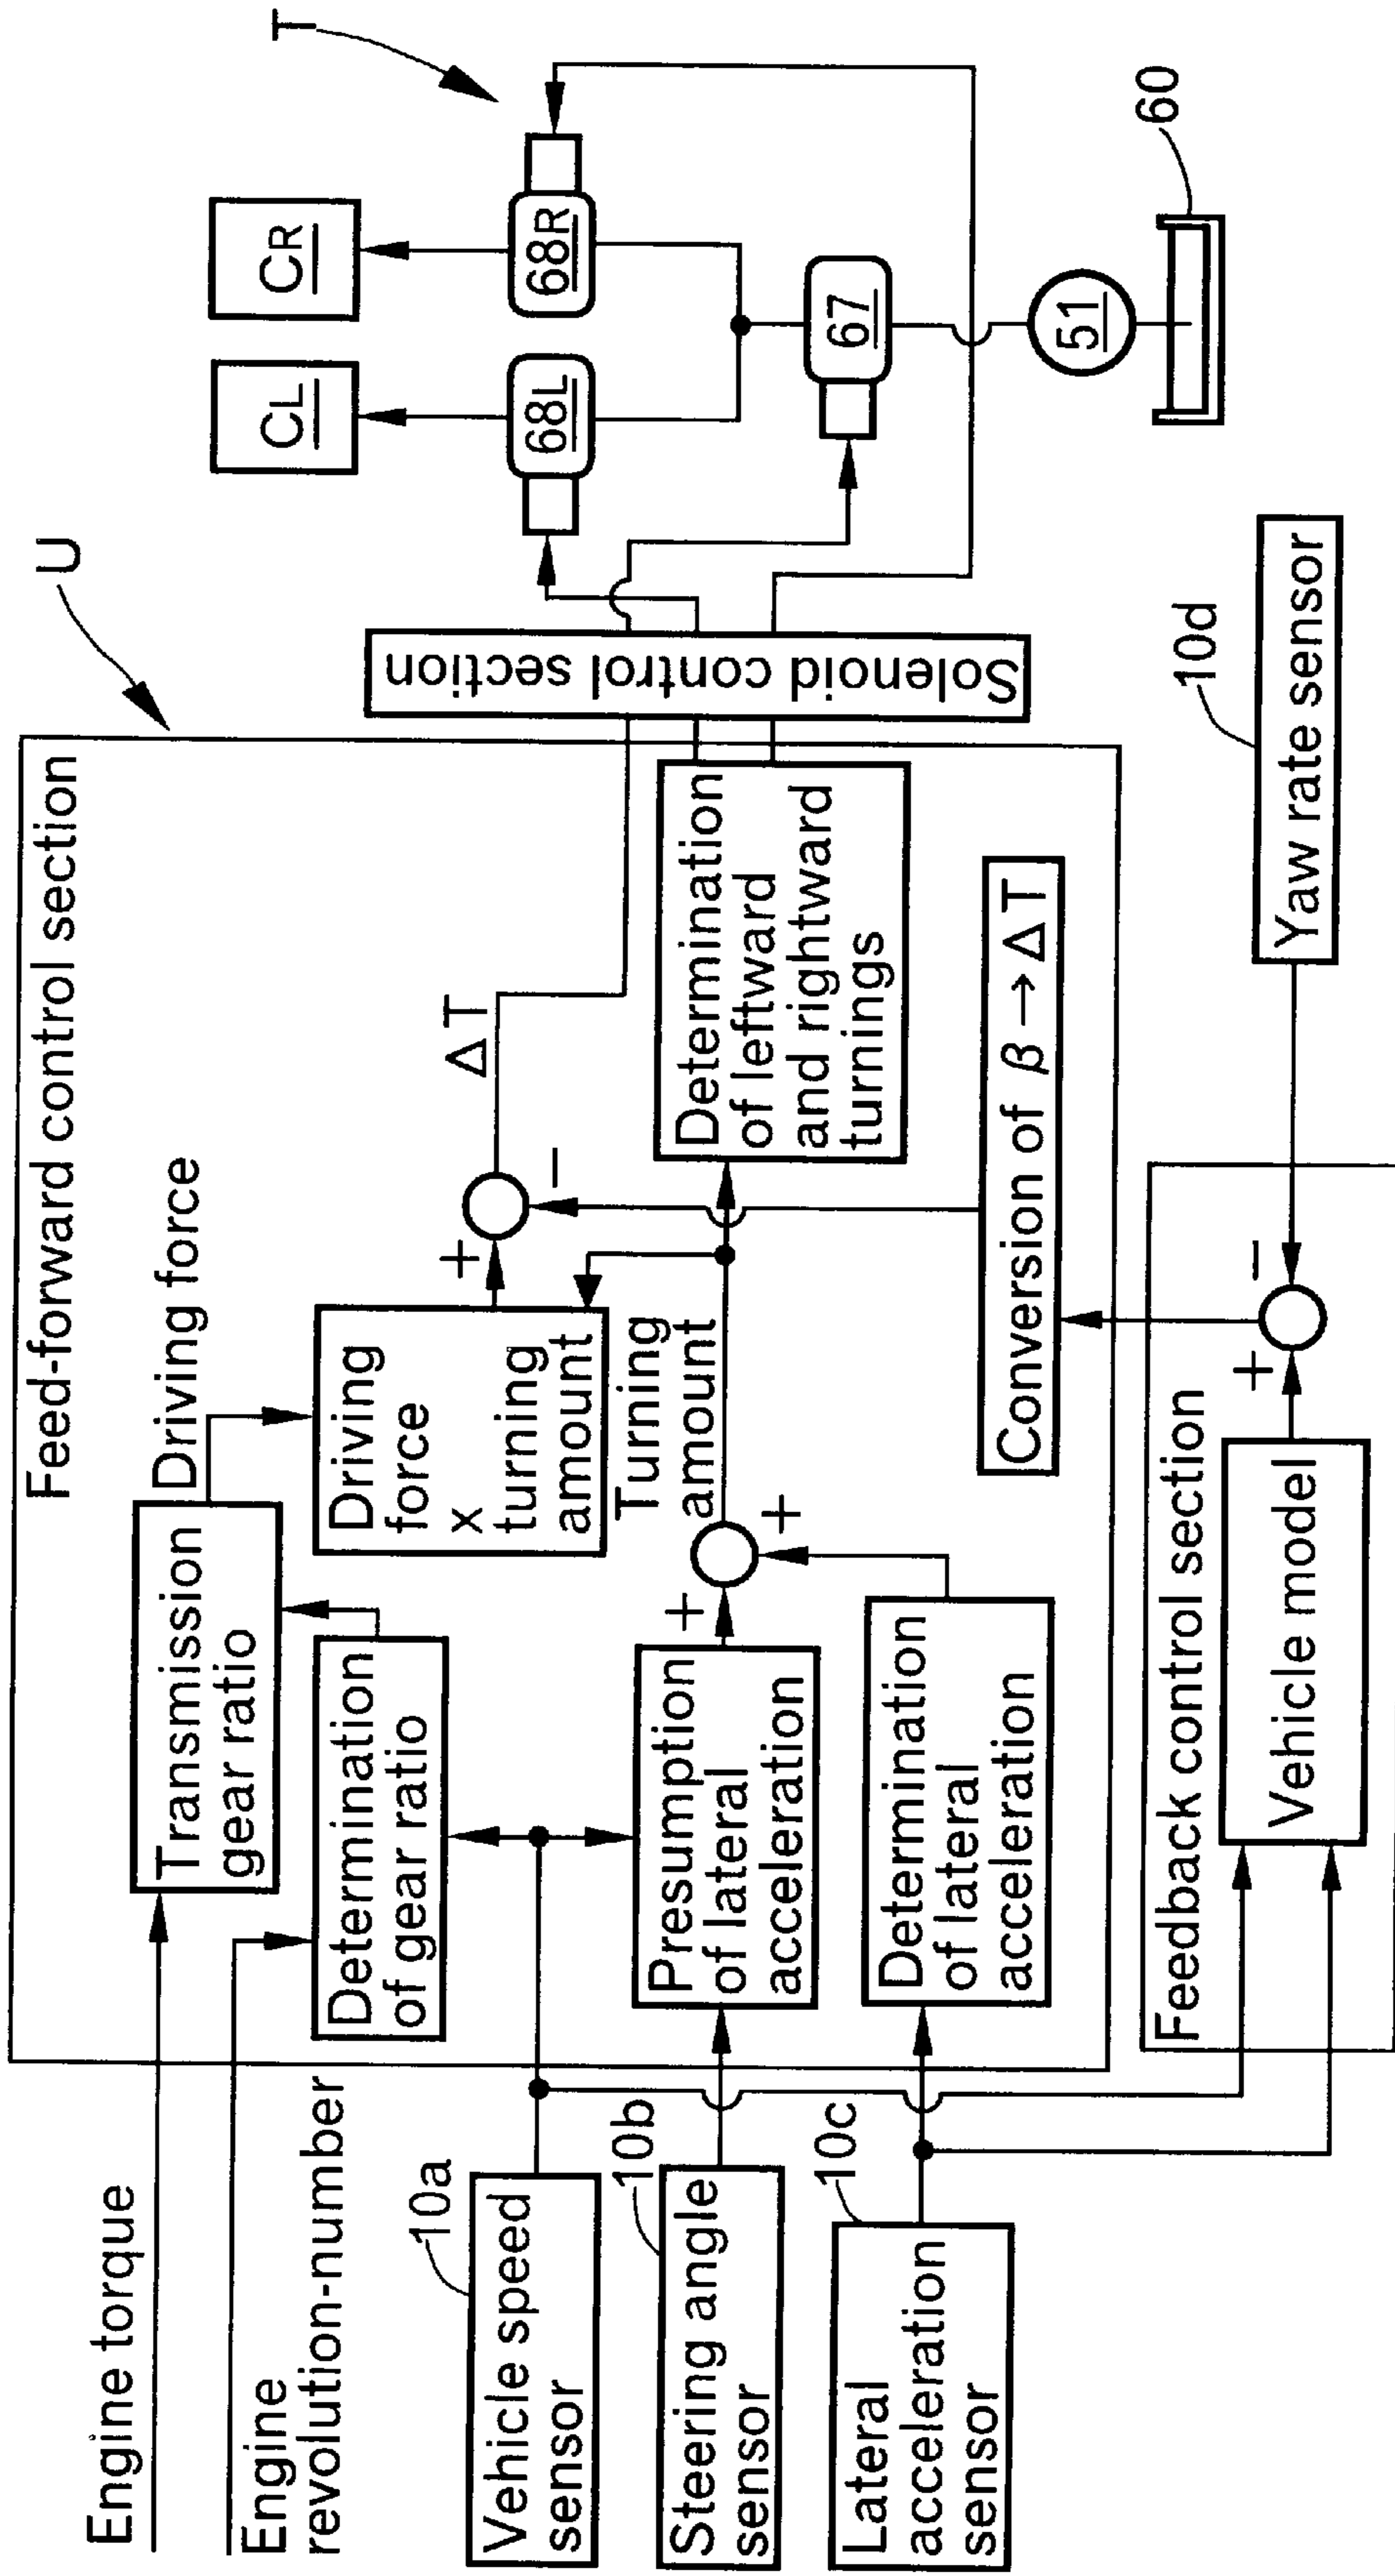 Engine torque
Engine
revolution-number
10a
Vehicle speed
sensor
10b
Steering angle
sensor
10c
Lateral
acceleration
sensor
Feed-forward control section
U
Transmission
gear ratio
Driving force
Determination
of gear ratio
Driving
force
x
turning
amount
+
−
ΔT
Presumption
of lateral
acceleration
+
+
Turning
amount
Determination
of leftward
and rightward
turnings
Determination
of lateral
acceleration
Conversion of β → ΔT
Feedback control section
Vehicle model
+
−
10d
Yaw rate sensor
Solenoid control section
T
CL
CR
68L
68R
67
51
60